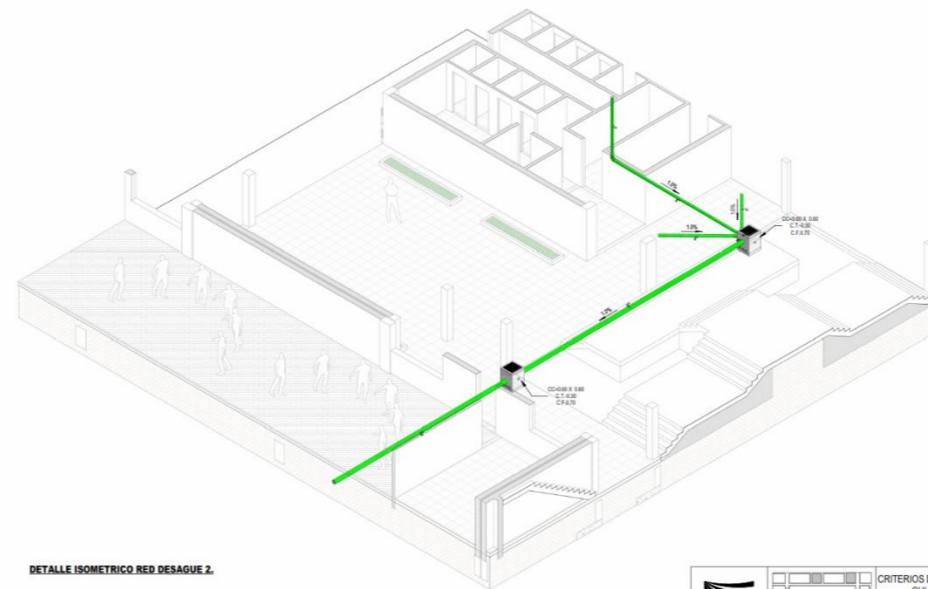 1.0%
1.0%
1.0%
CC=0.60 X 0.60
C.T.-0.30
C.F.0.70
1.0%
CC=0.60 X 0.60
C.T.-0.30
C.F.0.70
DETALLE ISOMETRICO RED DESAGUE 2.
CRITERIOS